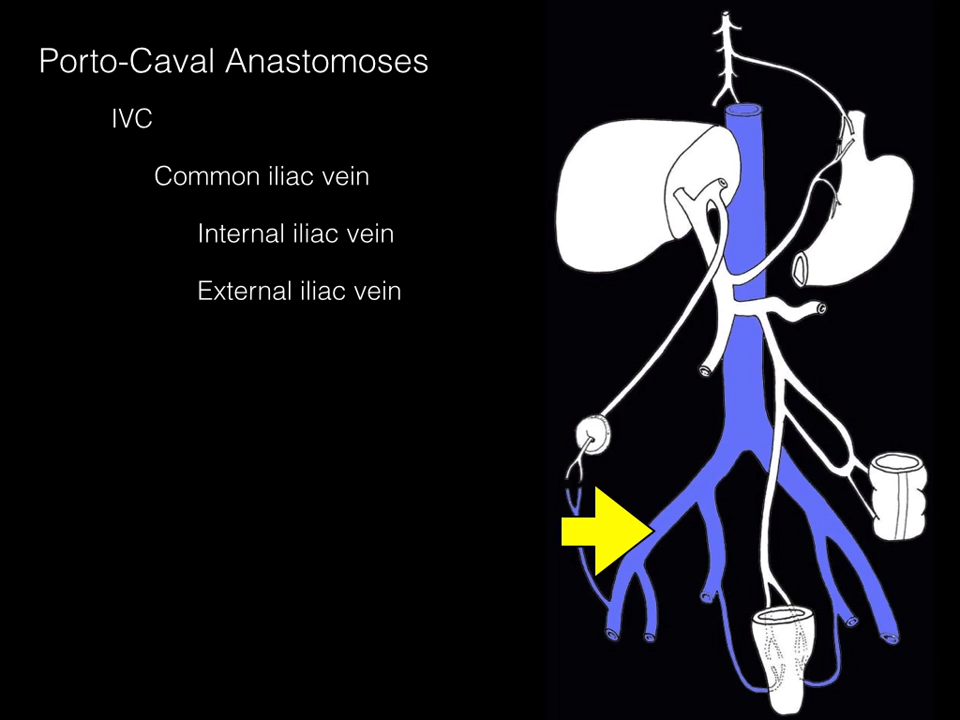 Porto-Caval Anastomoses
IVC
Common iliac vein
Internal iliac vein
External iliac vein